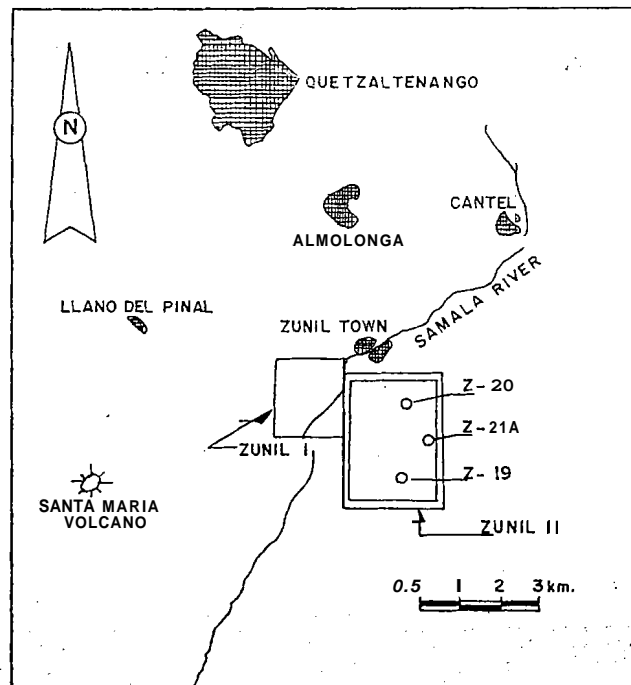 QUETZALTENANGO
N
CANTEL
ALMOLONGA
SAMALA RIVER
LLANO DEL PINAL
ZUNIL TOWN
Z-20
Z-21A
ZUNIL I
Z-19
SANTA MARIA
VOLCANO
ZUNIL II
0.5 1 2 3 km.